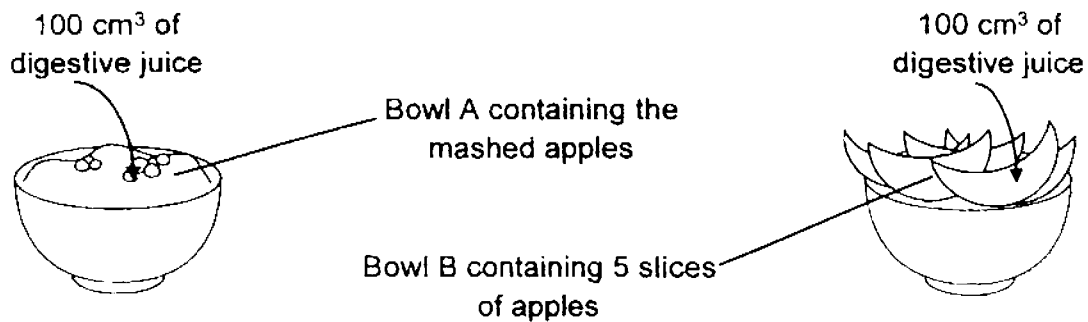 100 cm³ of
digestive juice
100 cm³ of
digestive juice
Bowl A containing the
mashed apples
Bowl B containing 5 slices
of apples